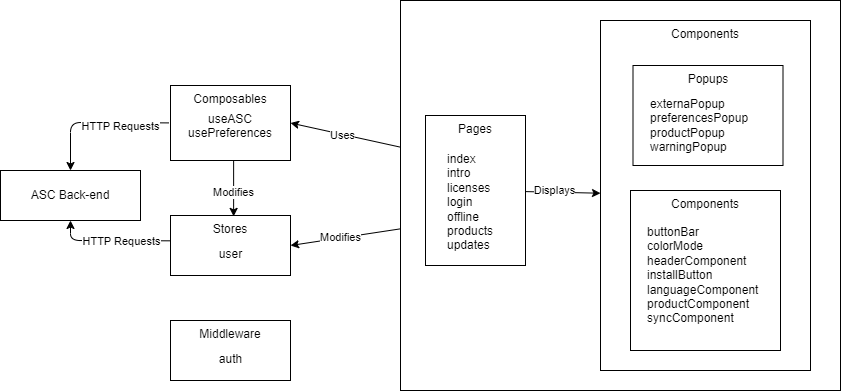 Components
Popups
externaPopup
preferencesPopup
productPopup
warningPopup
Composables
useASC
usePreferences
HTTP Requests
Uses
Pages
index
intro
licenses
login
offline
products
updates
Displays
ASC Back-end
Modifies
Components
buttonBar
colorMode
headerComponent
installButton
languageComponent
productComponent
syncComponent
Stores
user
HTTP Requests
Modifies
Middleware
auth